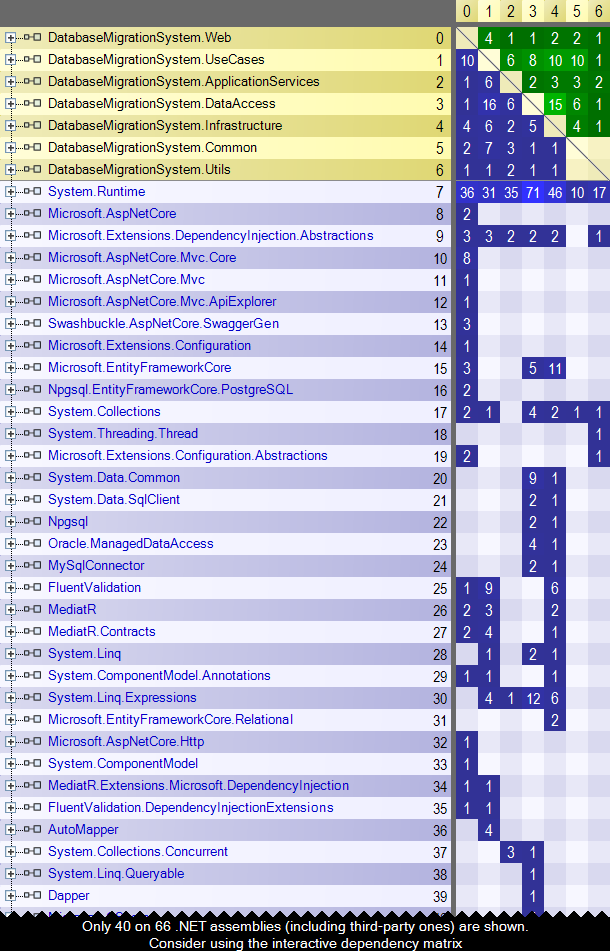 0 1 2 3 4 5 6
DatabaseMigrationSystem.Web 0 4 1 1 2 2 1
DatabaseMigrationSystem.UseCases 1 10 6 8 10 10 1
DatabaseMigrationSystem.ApplicationServices 2 1 6 2 3 3 2
DatabaseMigrationSystem.DataAccess 3 1 16 6 15 6 1
DatabaseMigrationSystem.Infrastructure 4 4 6 2 5 4 1
DatabaseMigrationSystem.Common 5 2 7 3 1 1
DatabaseMigrationSystem.Utils 6 1 1 2 1 1
System.Runtime 7 36 31 35 71 46 10 17
Microsoft.AspNetCore 8 2
Microsoft.Extensions.DependencyInjection.Abstractions 9 3 3 2 2 2 1
Microsoft.AspNetCore.Mvc.Core 10 8
Microsoft.AspNetCore.Mvc 11 1
Microsoft.AspNetCore.Mvc.ApiExplorer 12 1
Swashbuckle.AspNetCore.SwaggerGen 13 3
Microsoft.Extensions.Configuration 14 1
Microsoft.EntityFrameworkCore 15 3 5 11
Npgsql.EntityFrameworkCore.PostgreSQL 16 2
System.Collections 17 2 1 4 2 1 1
System.Threading.Thread 18 1
Microsoft.Extensions.Configuration.Abstractions 19 2 1
System.Data.Common 20 9 1
System.Data.SqlClient 21 2 1
Npgsql 22 2 1
Oracle.ManagedDataAccess 23 4 1
MySqlConnector 24 2 1
FluentValidation 25 1 9 6
MediatR 26 2 3 2
MediatR.Contracts 27 2 4 1
System.Linq 28 1 2 1
System.ComponentModel.Annotations 29 1 1 1
System.Linq.Expressions 30 4 1 12 6
Microsoft.EntityFrameworkCore.Relational 31 2
Microsoft.AspNetCore.Http 32 1
System.ComponentModel 33 1
MediatR.Extensions.Microsoft.DependencyInjection 34 1 1
FluentValidation.DependencyInjectionExtensions 35 1 1
AutoMapper 36 4
System.Collections.Concurrent 37 3 1
System.Linq.Queryable 38 1
Dapper 39 1
Only 40 on 66 .NET assemblies (including third-party ones) are shown.
Consider using the interactive dependency matrix